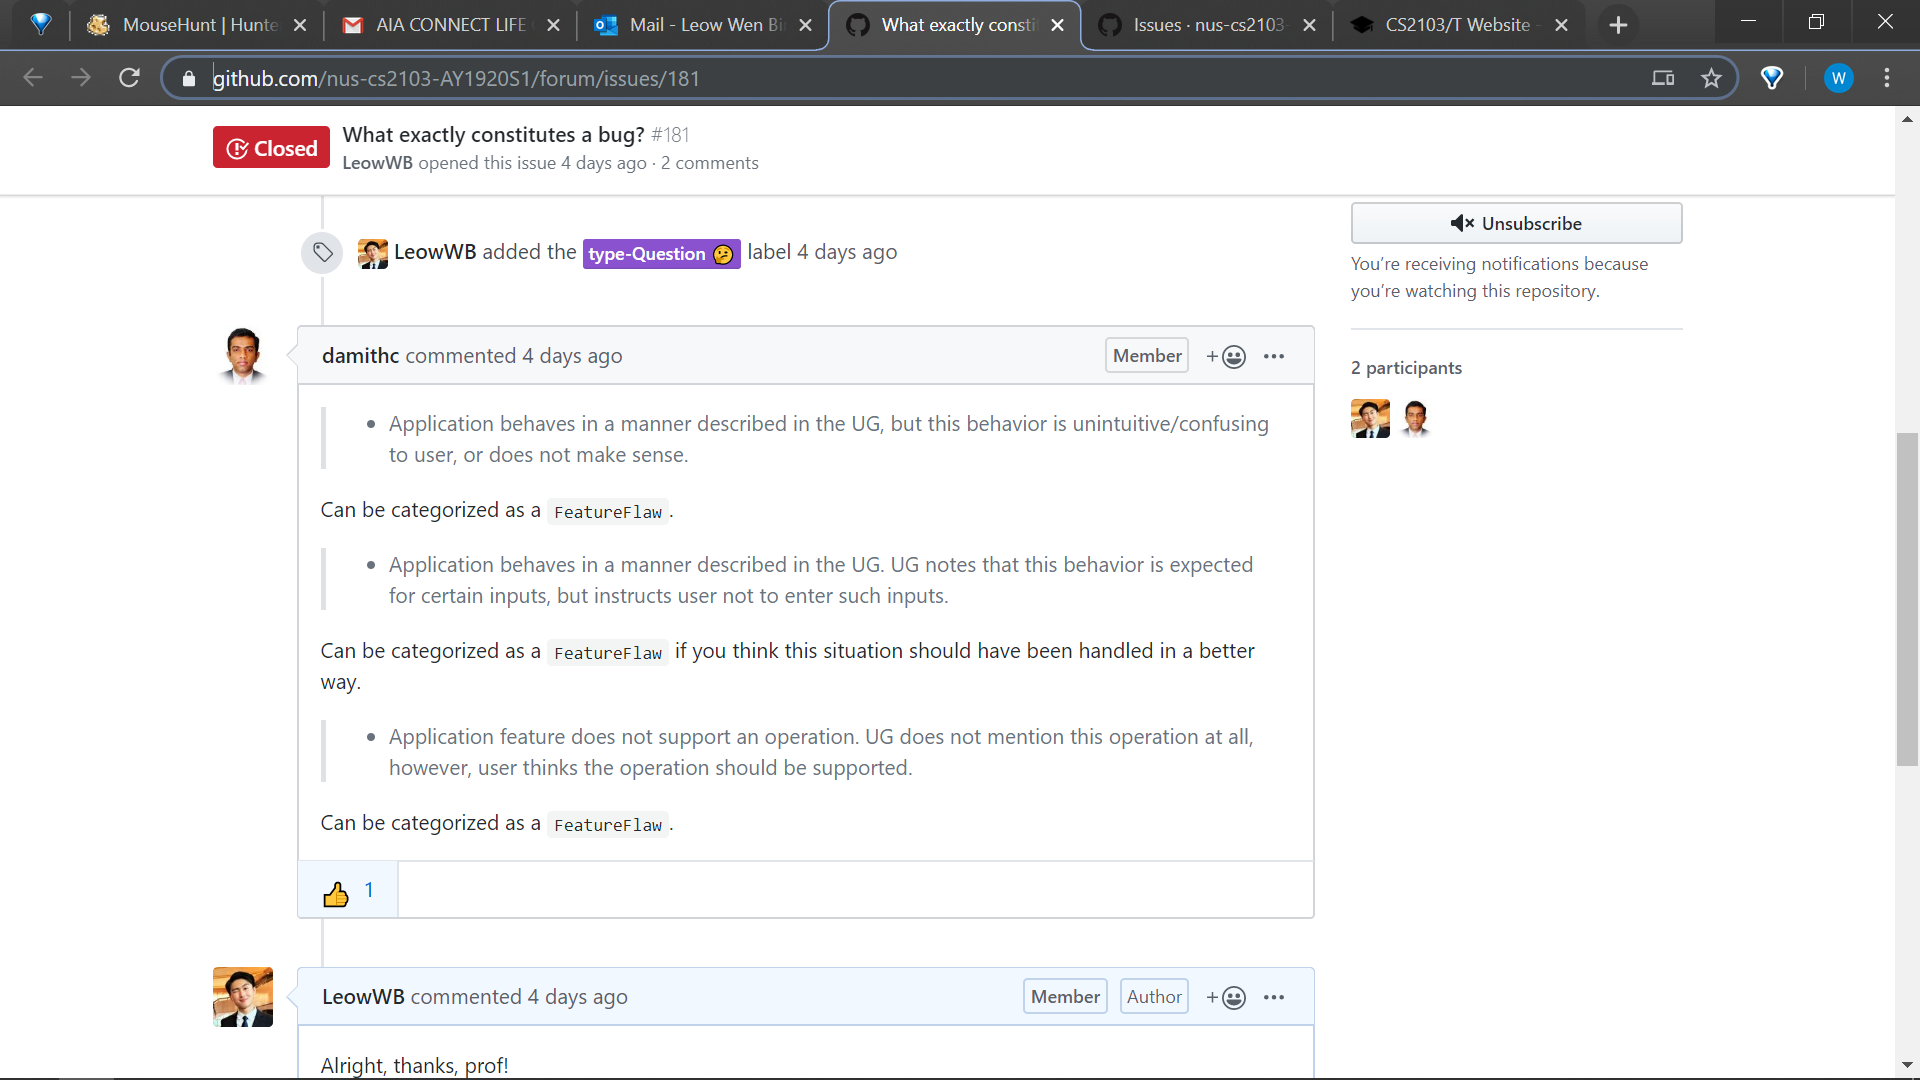 MouseHunt | Hunte
AIA CONNECT LIFE
Mail - Leow Wen Bi
What exactly consti
Issues · nus-cs2103-
CS2103/T Website -
github.com/nus-cs2103-AY1920S1/forum/issues/181
W
Closed
What exactly constitutes a bug? #181
LeowWB opened this issue 4 days ago · 2 comments
LeowWB added the type-Question label 4 days ago
Unsubscribe
You're receiving notifications because
you're watching this repository.
2 participants
damithc commented 4 days ago
Member
• Application behaves in a manner described in the UG, but this behavior is unintuitive/confusing
to user, or does not make sense.
Can be categorized as a FeatureFlaw.
• Application behaves in a manner described in the UG. UG notes that this behavior is expected
for certain inputs, but instructs user not to enter such inputs.
Can be categorized as a FeatureFlaw if you think this situation should have been handled in a better
way.
• Application feature does not support an operation. UG does not mention this operation at all,
however, user thinks the operation should be supported.
Can be categorized as a FeatureFlaw.
1
LeowWB commented 4 days ago
Member Author
Alright, thanks, prof!